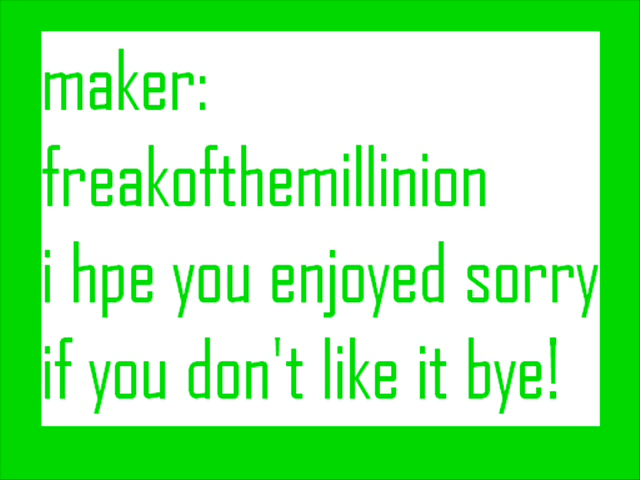 maker:
freakofthemillinion
i hpe you enjoyed sorry
if you don't like it bye!